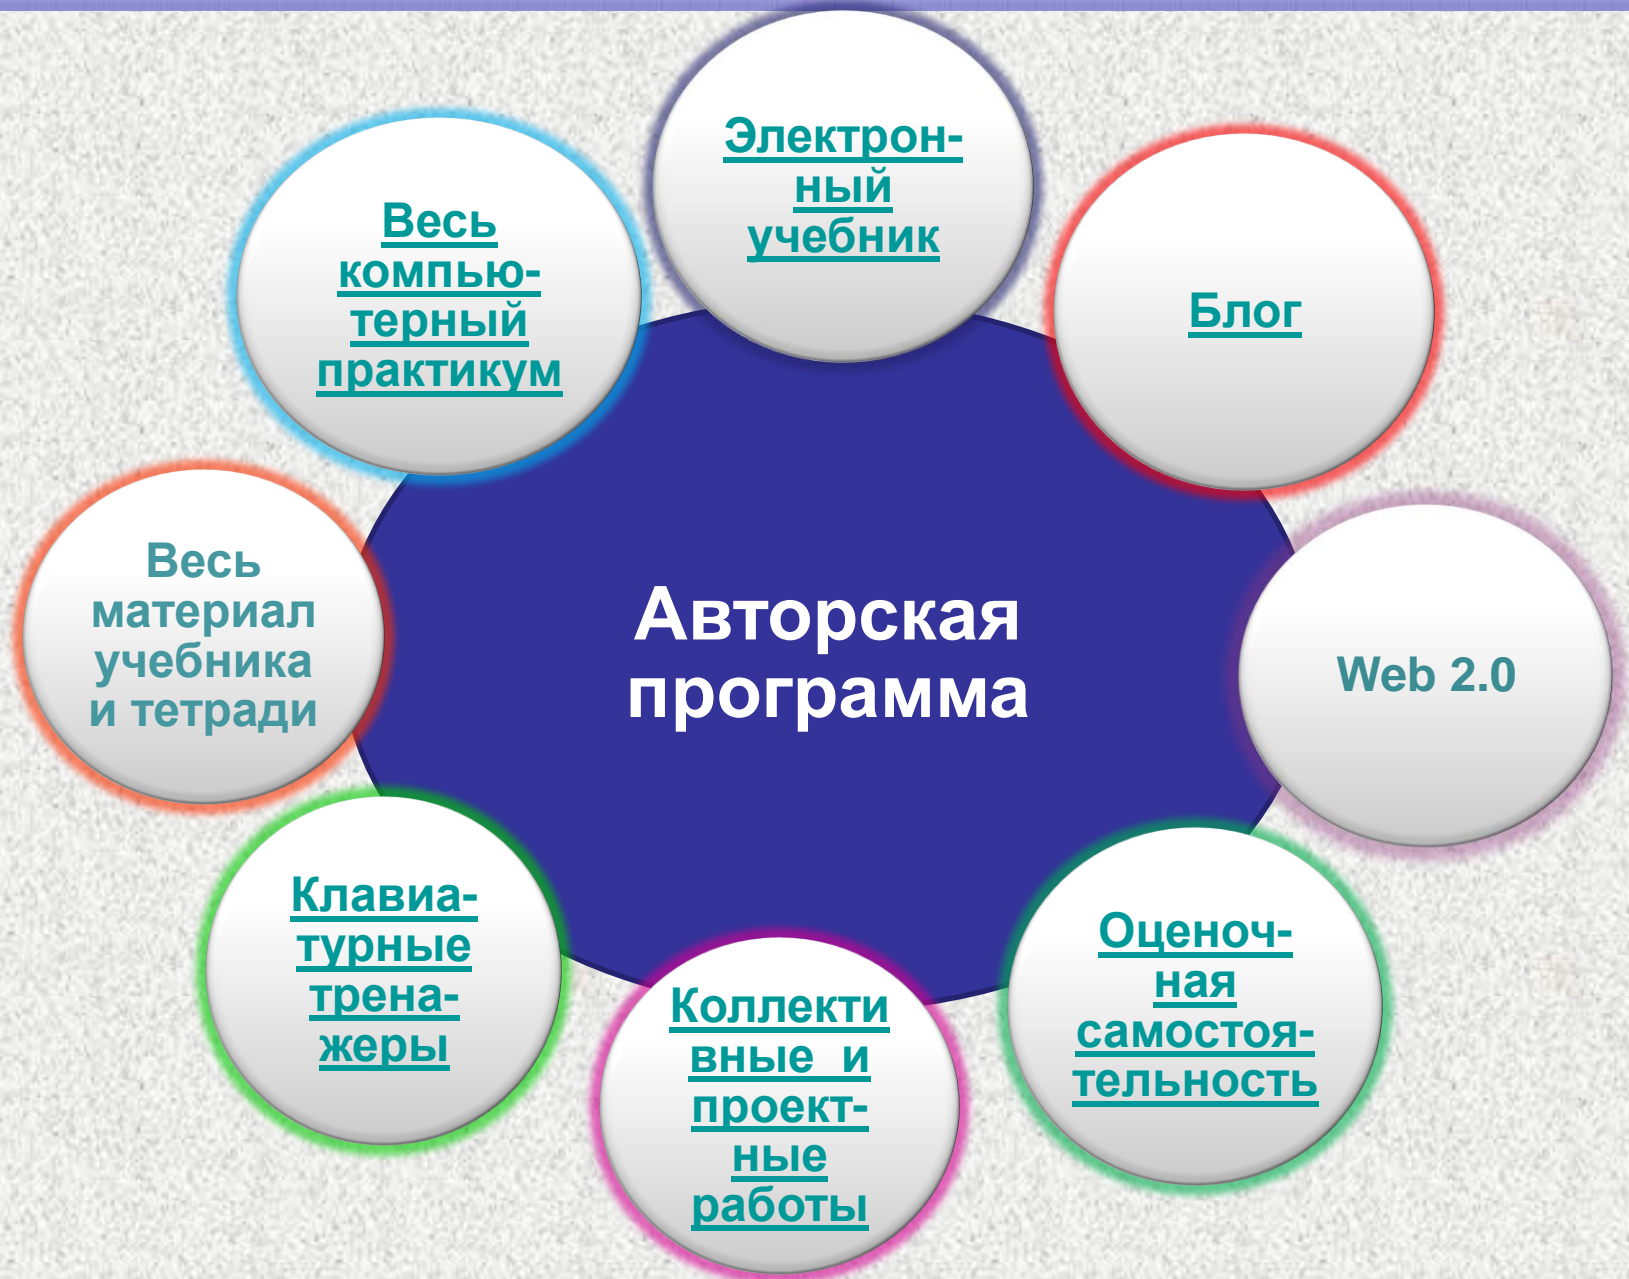 Электрон-
ный
учебник
Блог
Web 2.0
Оценоч-
ная
самостоя-
тельность
Коллекти
вные и
проект-
ные
работы
Клавиа-
турные
трена-
жеры
Весь
материал
учебника
и тетради
Весь
компью-
терный
практикум
Авторская
программа